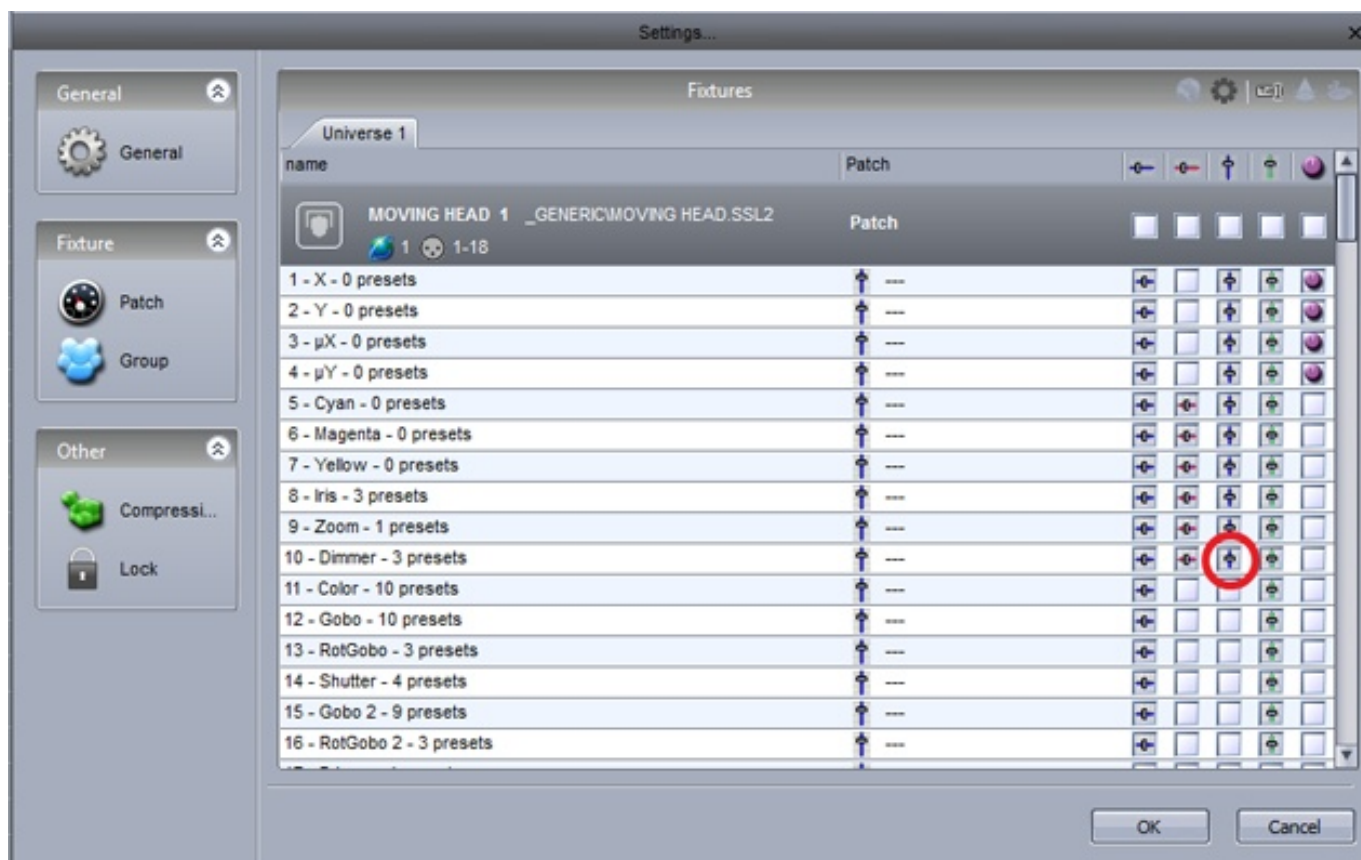 Settings...
General
General
Fixture
Patch
Group
Other
Compressi...
Lock
Fixtures
Universe 1
name Patch
MOVING HEAD 1 _GENERIC\MOVING HEAD.SSL2 Patch
1 1-18
1 - X - 0 presets ---
2 - Y - 0 presets ---
3 - µX - 0 presets ---
4 - µY - 0 presets ---
5 - Cyan - 0 presets ---
6 - Magenta - 0 presets ---
7 - Yellow - 0 presets ---
8 - Iris - 3 presets ---
9 - Zoom - 1 presets ---
10 - Dimmer - 3 presets ---
11 - Color - 10 presets ---
12 - Gobo - 10 presets ---
13 - RotGobo - 3 presets ---
14 - Shutter - 4 presets ---
15 - Gobo 2 - 9 presets ---
16 - RotGobo 2 - 3 presets ---
OK Cancel